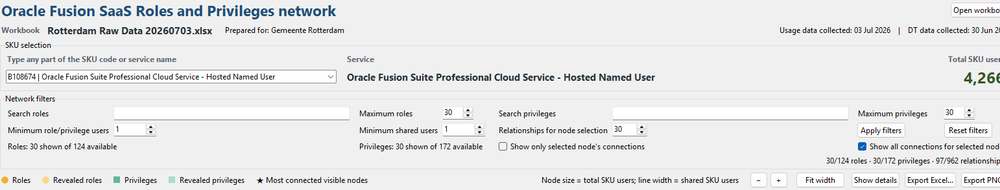 Oracle Fusion SaaS Roles and Privileges network
Open workbo
Workbook Rotterdam Raw Data 20260703.xlsx Prepared for: Gemeente Rotterdam Usage data collected: 03 Jul 2026 | DT data collected: 30 Jun 20
SKU selection
Type any part of the SKU code or service name Service Total SKU user
B108674 | Oracle Fusion Suite Professional Cloud Service - Hosted Named User Oracle Fusion Suite Professional Cloud Service - Hosted Named User 4,266
Network filters
Search roles Maximum roles 30 Search privileges Maximum privileges 30
Minimum role/privilege users 1 Minimum shared users 1 Relationships for node selection 30 Apply filters Reset filters
Roles: 30 shown of 124 available Privileges: 30 shown of 172 available Show only selected node's connections Show all connections for selected nod
30/124 roles · 30/172 privileges · 97/962 relationship
Roles Revealed roles Privileges Revealed privileges ★ Most connected visible nodes Node size = total SKU users; line width = shared SKU users − + Fit width Show details Export Excel... Export PNG